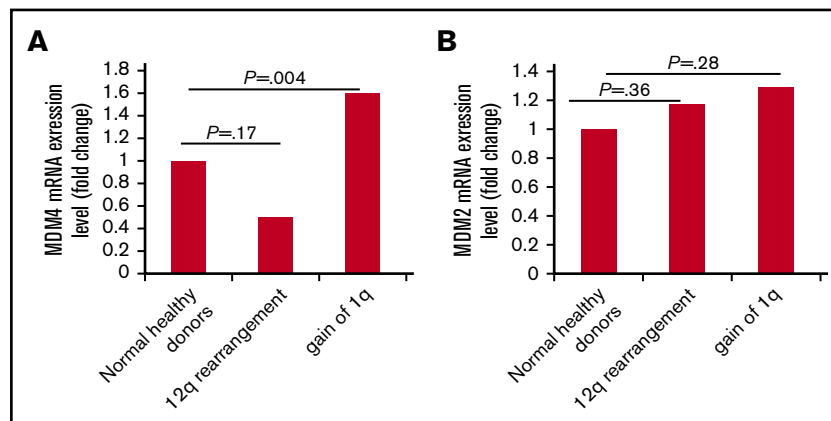 A
MDM4 mRNA exression
level (fold change)
1.8
1.6
1.4
1.2
1
0.8
0.6
0.4
0.2
0
P=.004
P=.17
Normal healthy
donors
12q rearrangement
gain of 1q
B
MDM2 mRNA exression
level (fold change)
1.4
1.2
1
0.8
0.6
0.4
0.2
0
P=.28
P=.36
Normal healthy
donors
12q rearrangement
gain of 1q